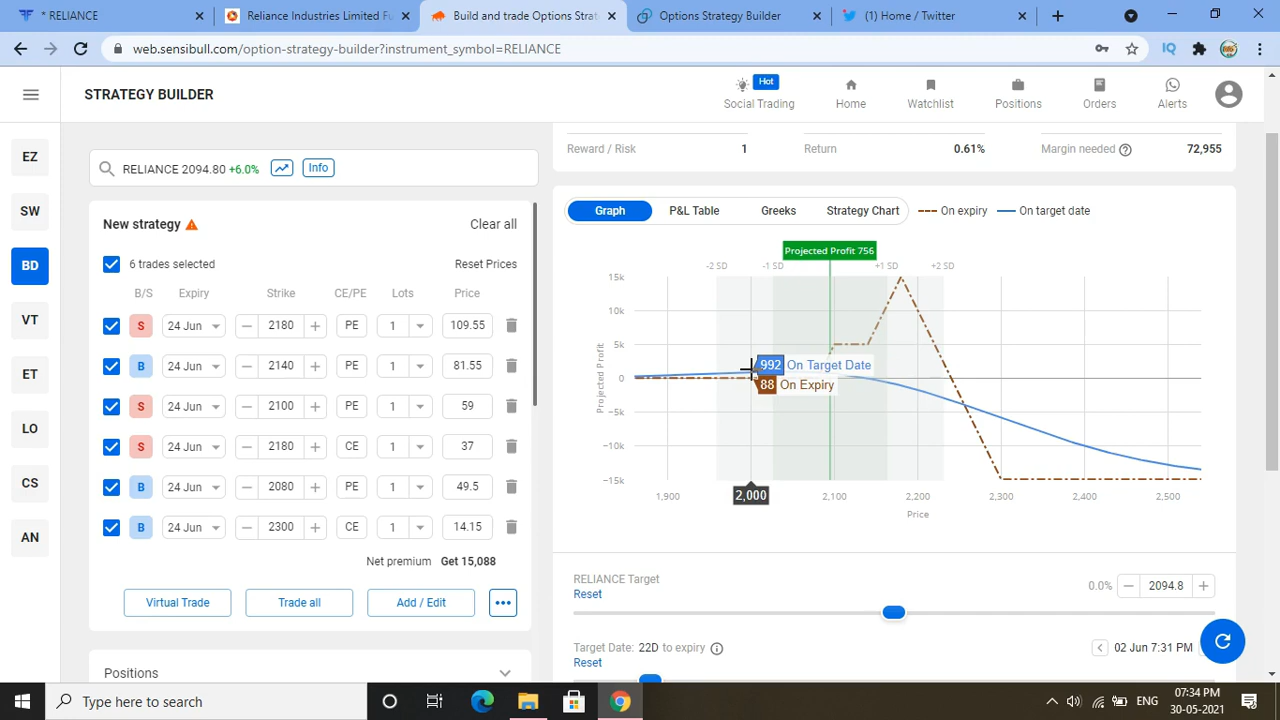 * RELIANCE
Reliance Industries Limited Fu
Build and trade Options Strat
Options Strategy Builder
(1) Home / Twitter
web.sensibull.com/option-strategy-builder?instrument_symbol=RELIANCE
IQ
STRATEGY BUILDER
Hot
Social Trading
Home
Watchlist
Positions
Orders
Alerts
EZ
SW
BD
VT
ET
LO
CS
AN
RELIANCE 2094.80 +6.0%
Info
New strategy
Clear all
6 trades selected
Reset Prices
B/S Expiry Strike CE/PE Lots Price
S 24 Jun 2180 PE 1 109.55
B 24 Jun 2140 PE 1 81.55
S 24 Jun 2100 PE 1 59
S 24 Jun 2180 CE 1 37
B 24 Jun 2080 PE 1 49.5
B 24 Jun 2300 CE 1 14.15
Net premium Get 15,088
Virtual Trade
Trade all
Add / Edit
Positions
Reward / Risk 1
Return 0.61%
Margin needed 72,955
Graph
P&L Table
Greeks
Strategy Chart
On expiry
On target date
Projected Profit 756
-2 SD -1 SD +1 SD +2 SD
15k
10k
5k
0
−5k
−10k
−15k
Projected Profit
992 On Target Date
88 On Expiry
1,900 2,000 2,100 2,200 2,300 2,400 2,500
Price
RELIANCE Target
Reset
0.0% 2094.8
Target Date: 22D to expiry
Reset
02 Jun 7:31 PM
Type here to search
ENG
07:34 PM
30-05-2021